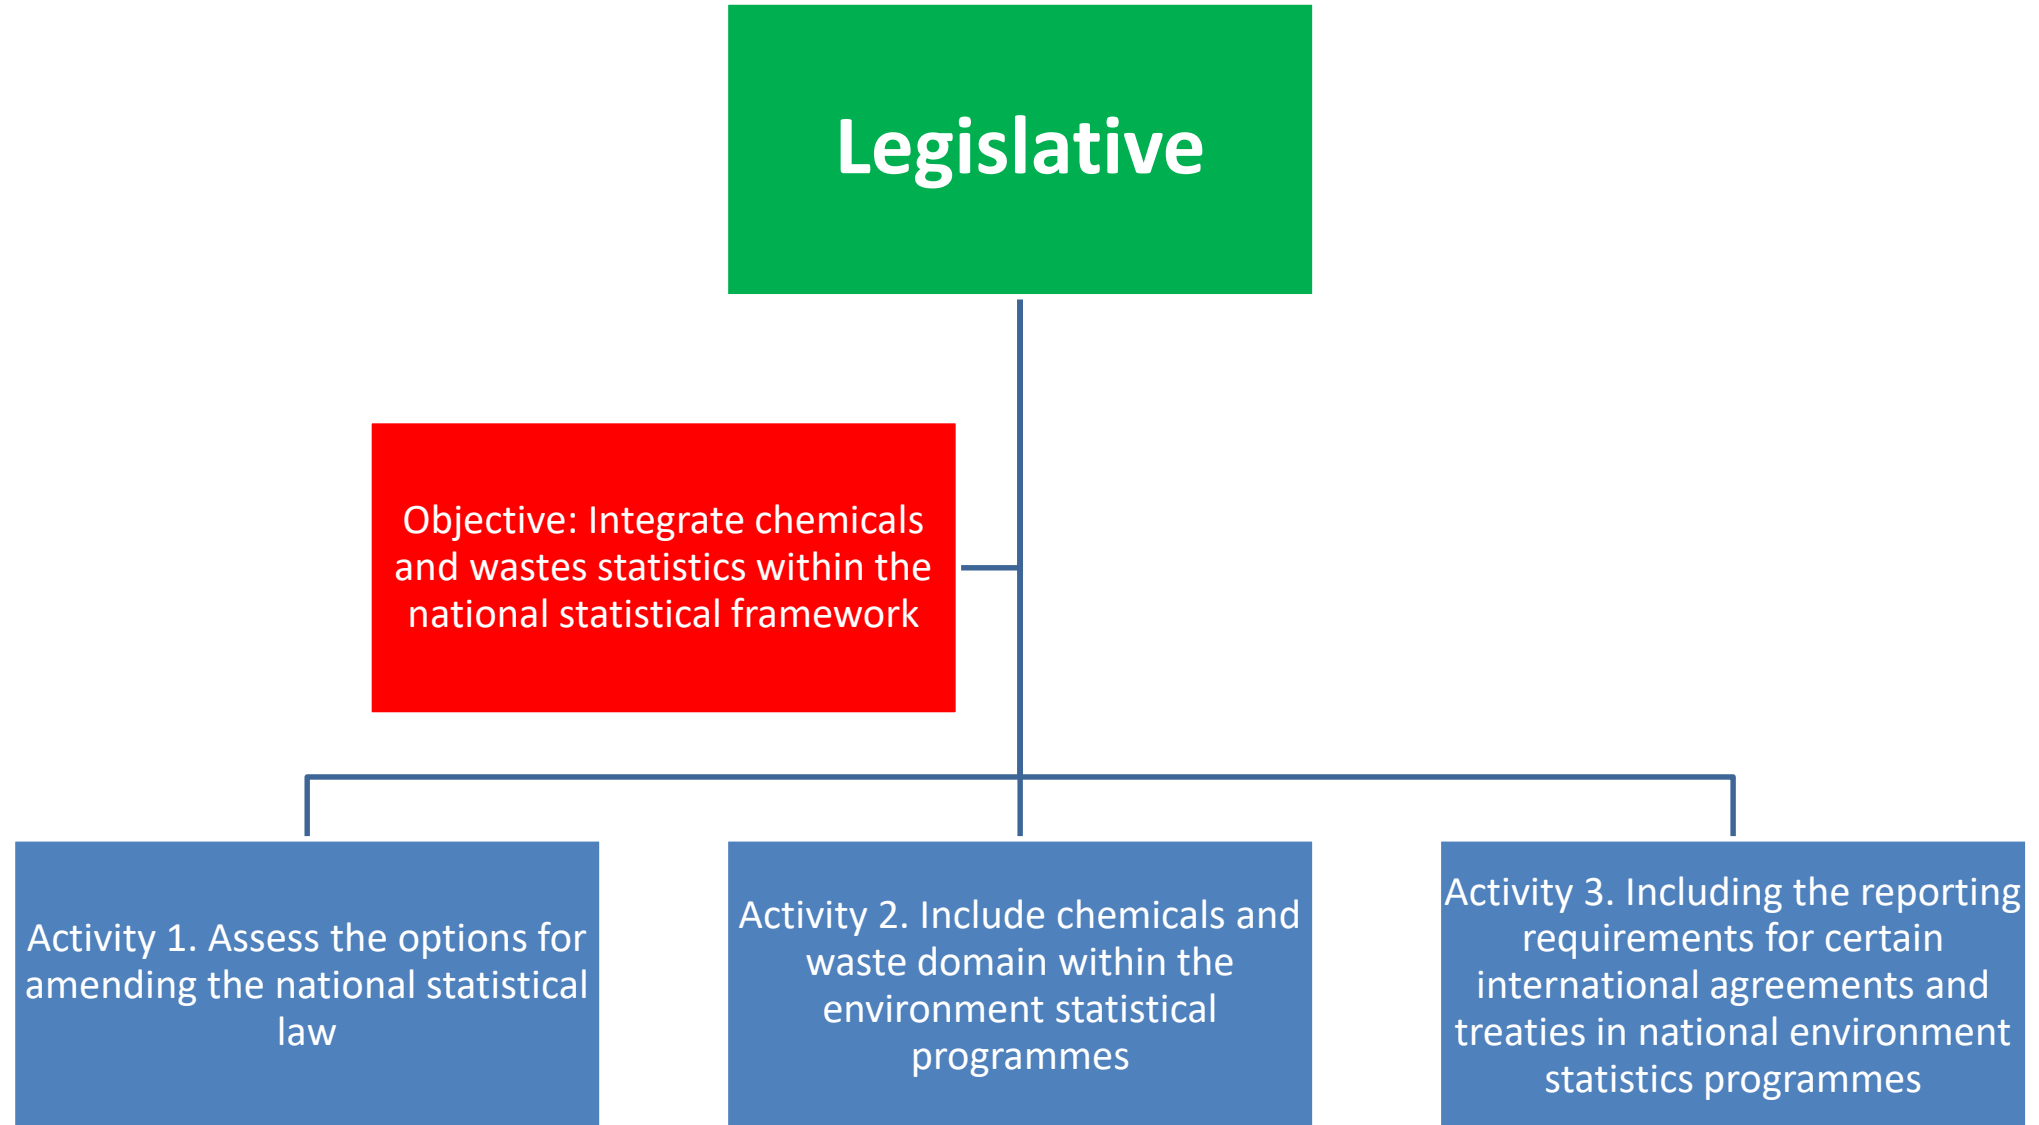 Legislative
Objective: Integrate chemicals
and wastes statistics within the
national statistical framework
Activity 1. Assess the options for
amending the national statistical
law
Activity 2. Include chemicals and
waste domain within the
environment statistical
programmes
Activity 3. Including the reporting
requirements for certain
international agreements and
treaties in national environment
statistics programmes